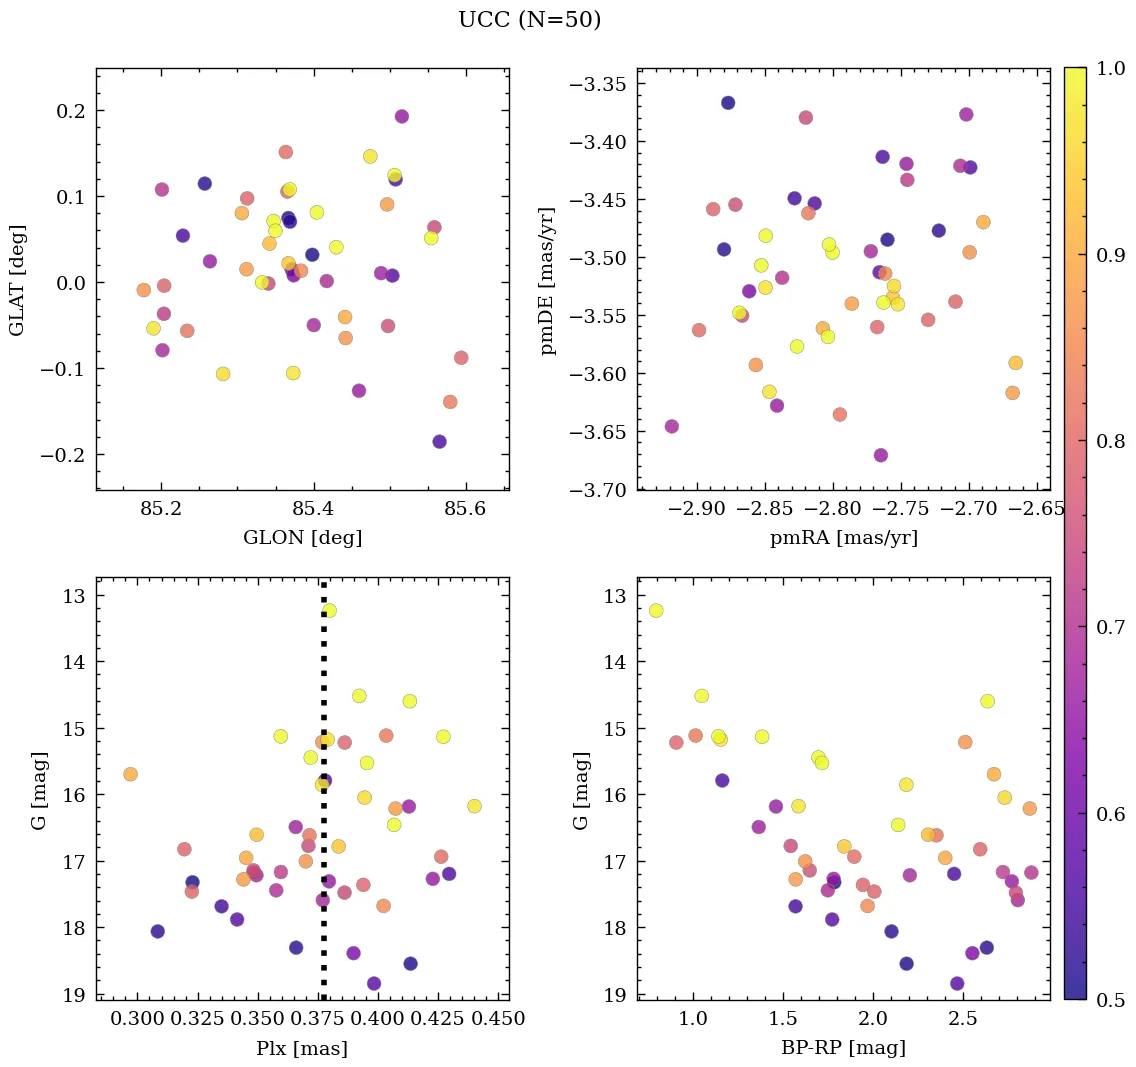 UCC (N=50)
0.2
0.1
0.0
−0.1
−0.2
GLAT [deg]
85.2 85.4 85.6
GLON [deg]
−3.35
−3.40
−3.45
−3.50
−3.55
−3.60
−3.65
−3.70
pmDE [mas/yr]
−2.90 −2.85 −2.80 −2.75 −2.70 −2.65
pmRA [mas/yr]
13
14
15
16
17
18
19
G [mag]
0.300 0.325 0.350 0.375 0.400 0.425 0.450
Plx [mas]
13
14
15
16
17
18
19
G [mag]
1.0 1.5 2.0 2.5
BP-RP [mag]
1.0
0.9
0.8
0.7
0.6
0.5